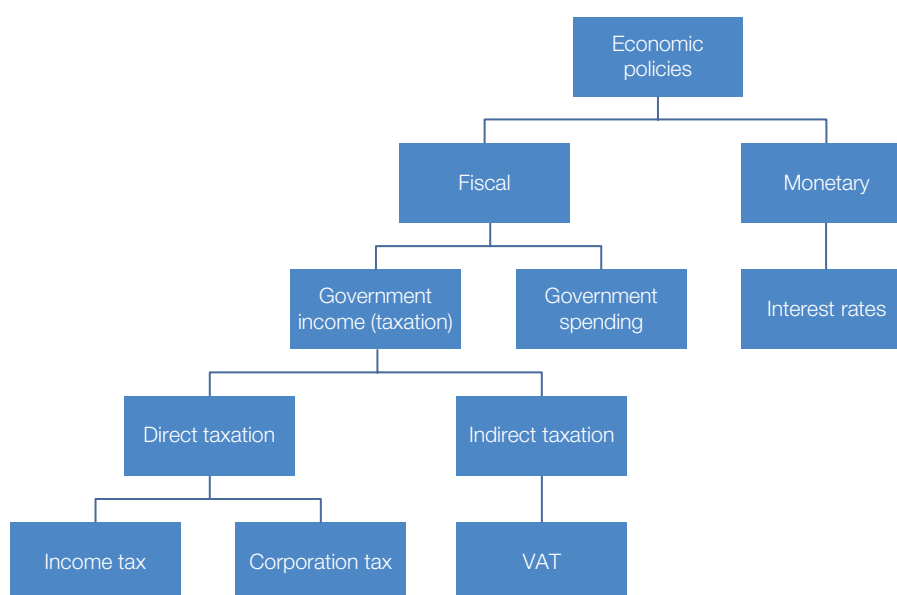 Economic
policies
Fiscal
Monetary
Government
income (taxation)
Government
spending
Interest rates
Direct taxation
Indirect taxation
Income tax
Corporation tax
VAT